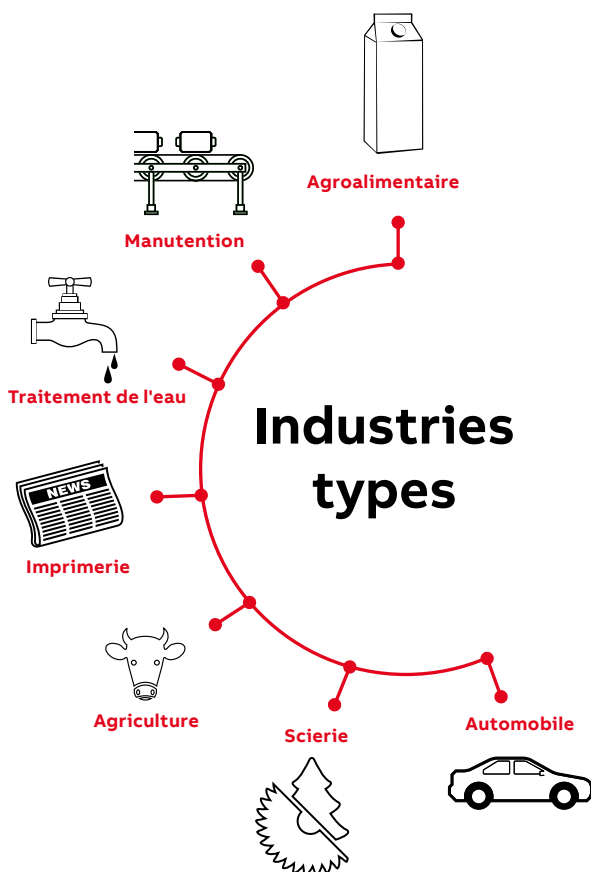 Agroalimentaire
Manutention
Traitement de l'eau
Industries
types
NEWS
Imprimerie
Agriculture
Scierie
Automobile